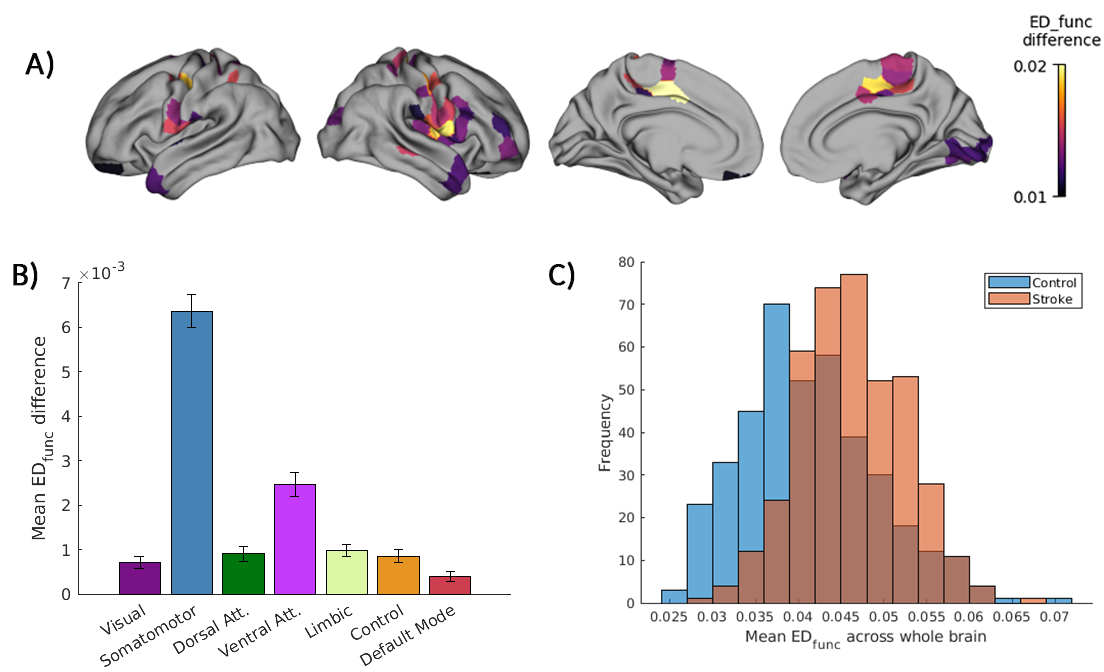 A)
ED_func
difference
0.02
0.01
B)
×10-3
7
6
5
4
3
2
1
0
Mean EDfunc difference
Visual
Somatomotor
Dorsal Att.
Ventral Att.
Limbic
Control
Default Mode
C)
80
70
60
50
40
30
20
10
0
Frequency
Control
Stroke
0.025 0.03 0.035 0.04 0.045 0.05 0.055 0.06 0.065 0.07
Mean EDfunc across whole brain